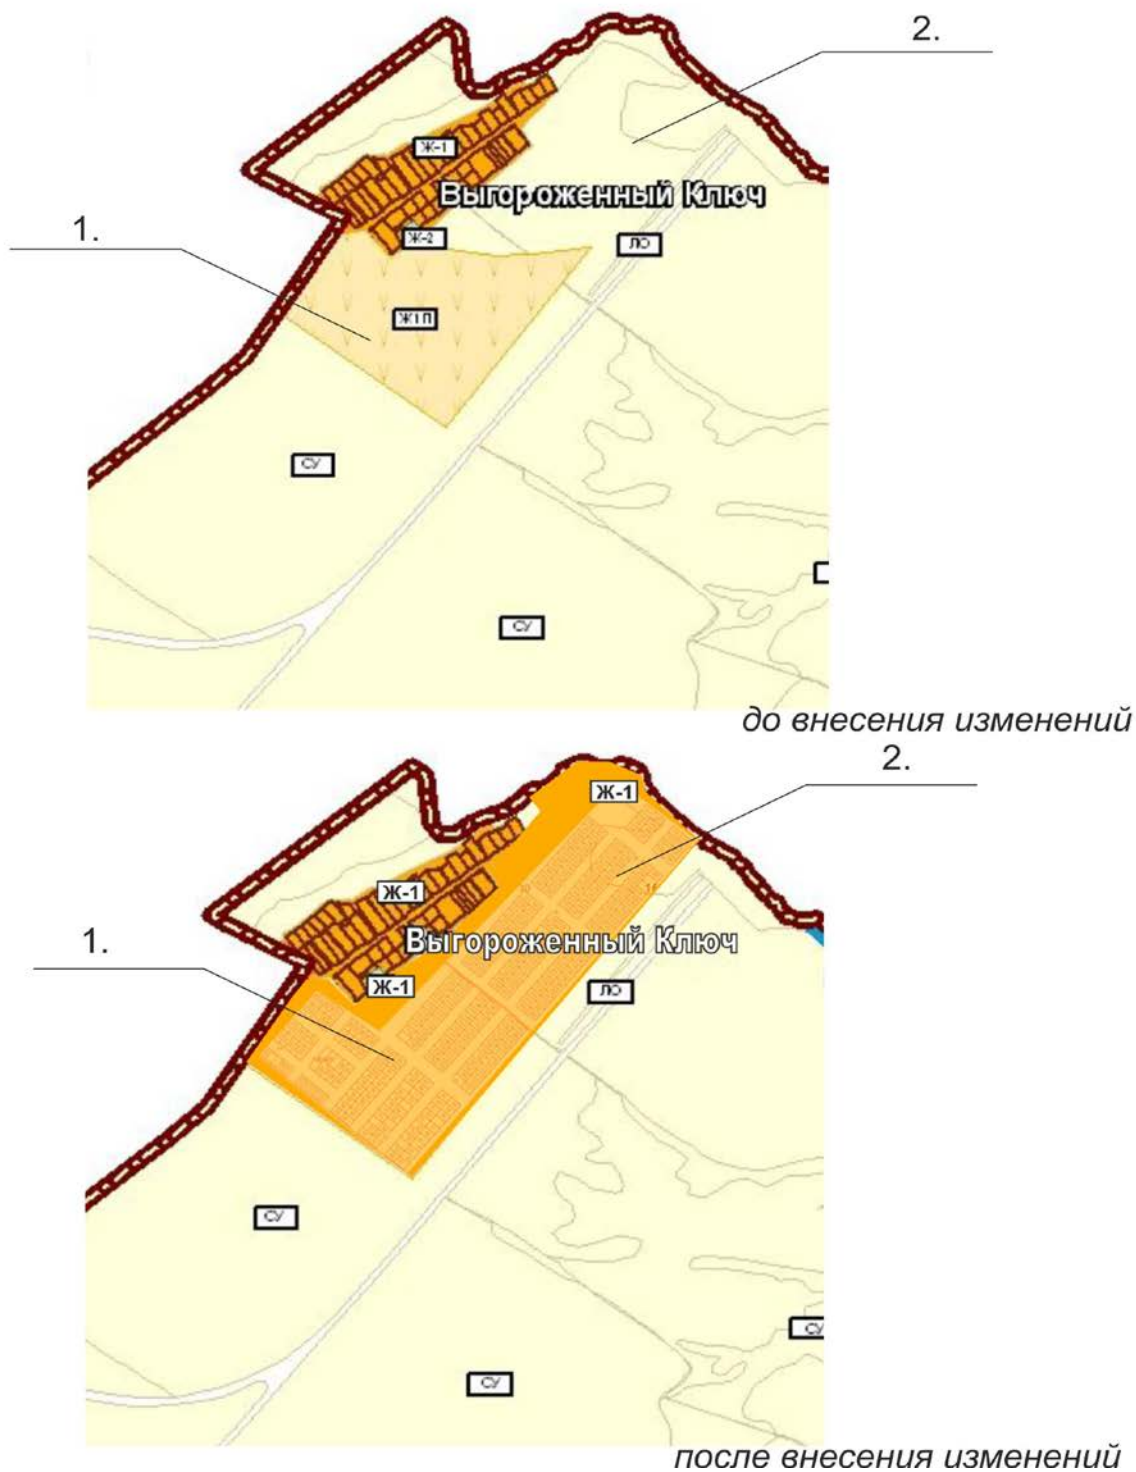 2.
Ж-1
Выгороженный Ключ
1.
Ж-2
ЛО
Ж1П
СУ
СУ
до внесения изменений
2.
Ж-1
Ж-1
1.
Выгороженный Ключ
Ж-1
ЛО
СУ
СУ
СУ
после внесения изменений